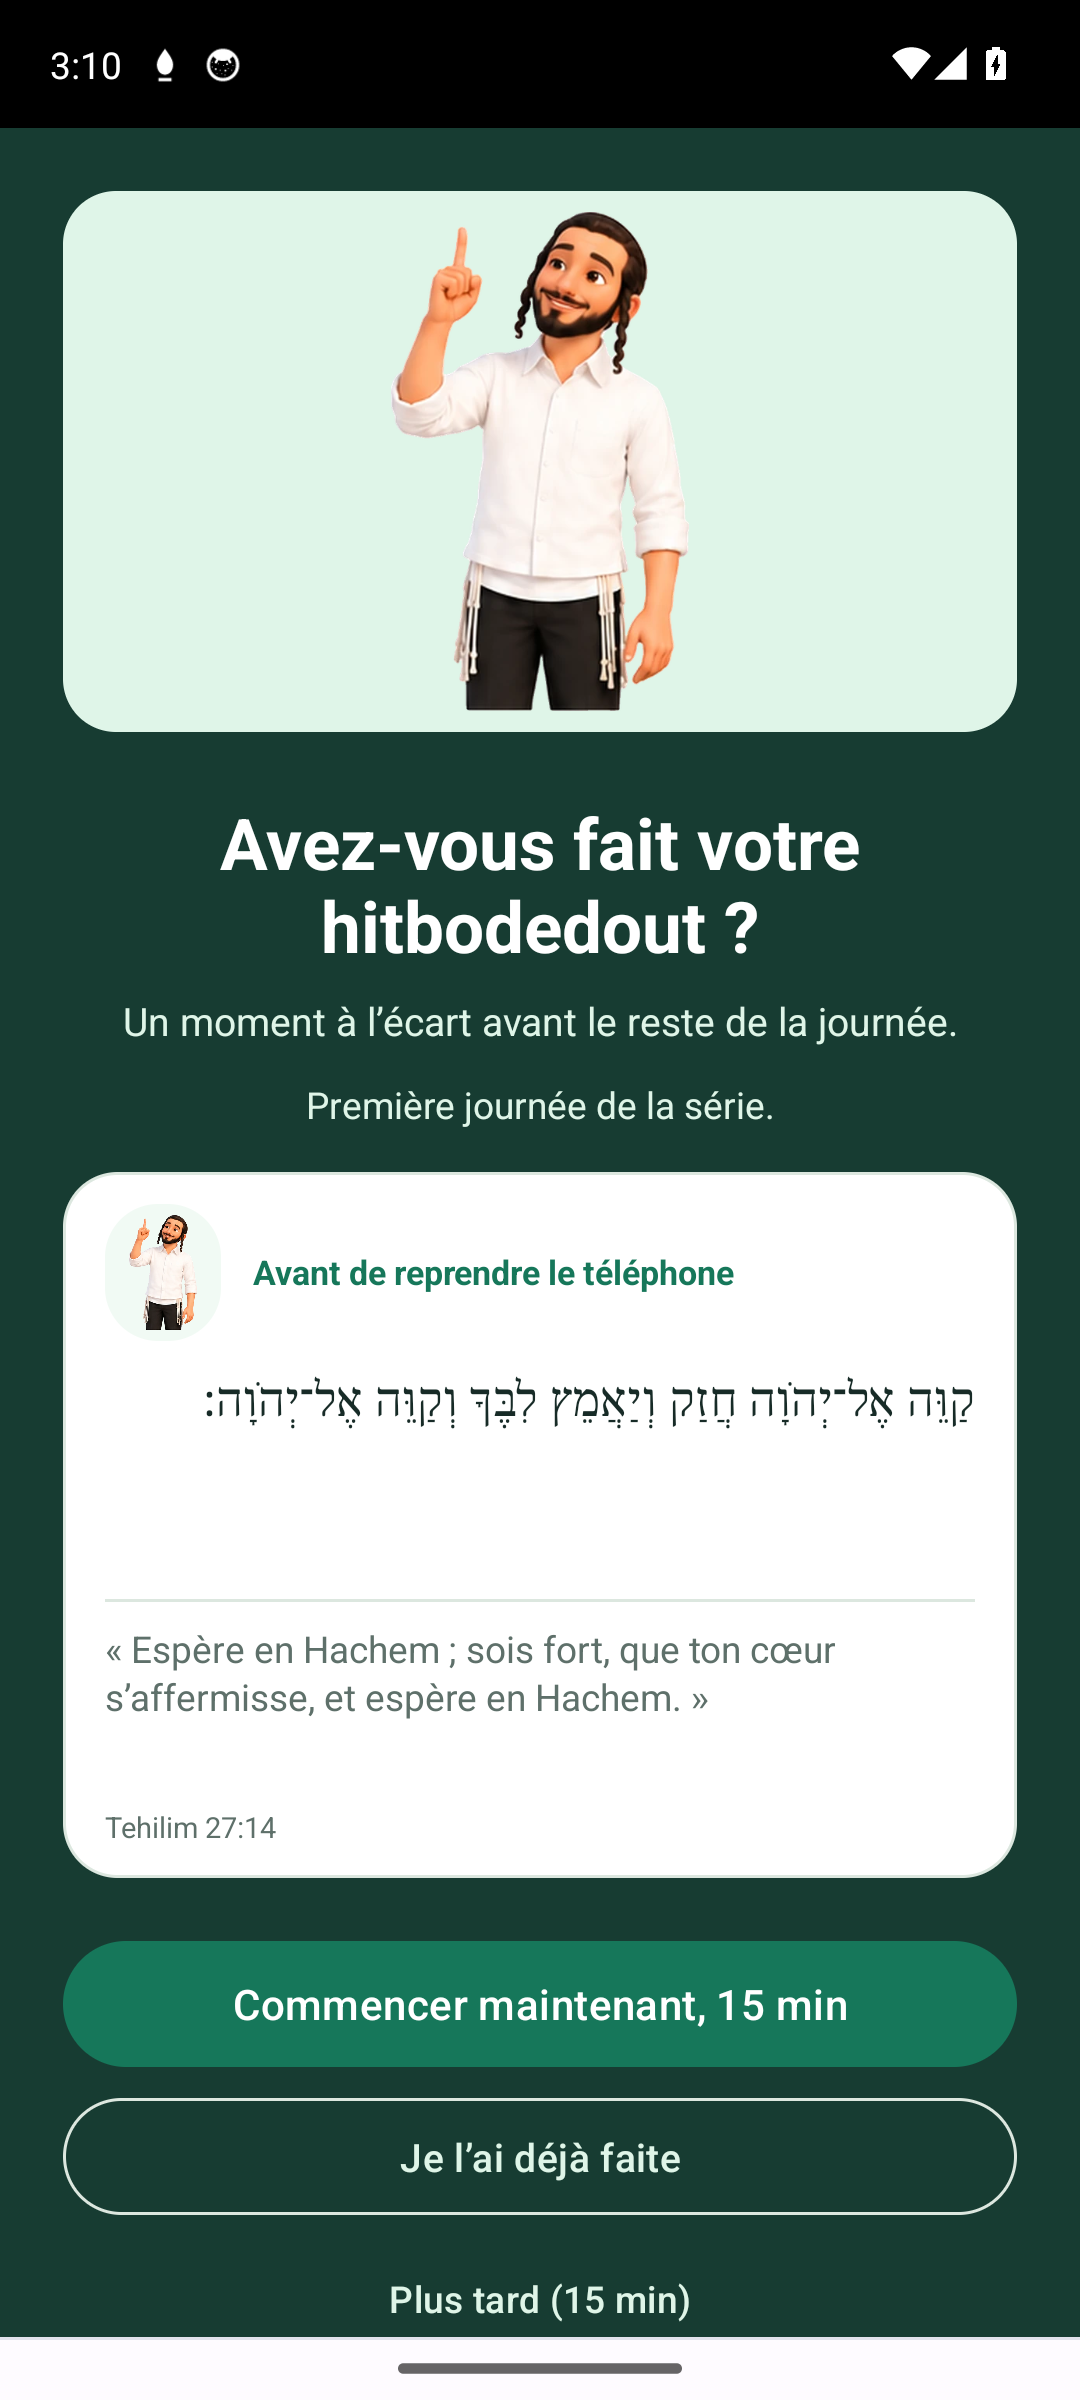 3:10
Avez-vous fait votre
hitbodedout ?
Un moment à l’écart avant le reste de la journée.
Première journée de la série.
Avant de reprendre le téléphone
קַוֵּה אֶל־יְהֹוָה חֲזַק וְיַאֲמֵץ לִבֶּךָ וְקַוֵּה אֶל־יְהֹוָה:
« Espère en Hachem ; sois fort, que ton cœur
s’affermisse, et espère en Hachem. »
Tehilim 27:14
Commencer maintenant, 15 min
Je l’ai déjà faite
Plus tard (15 min)